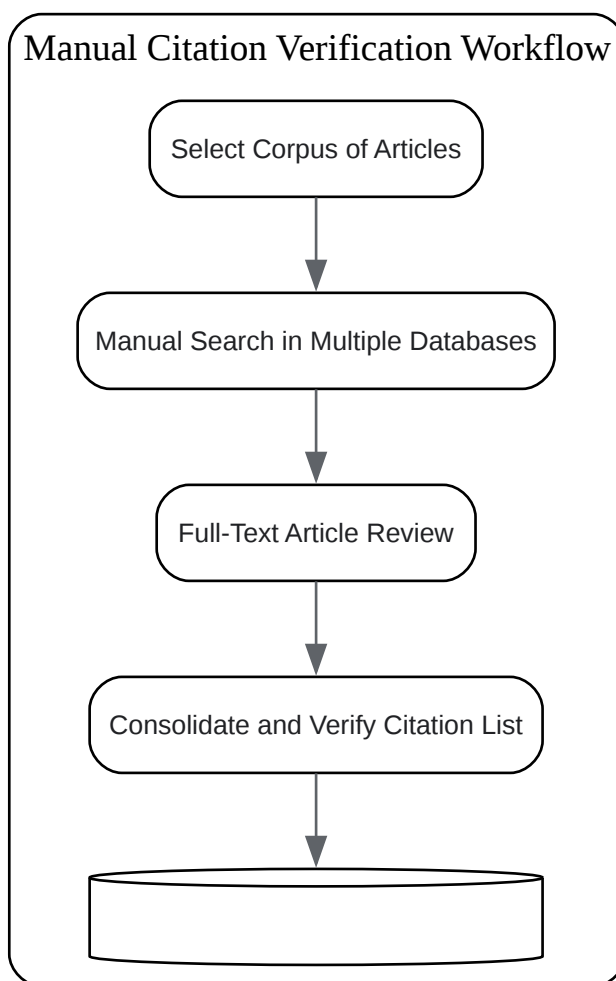 Manual Citation Verification Workflow
Select Corpus of Articles
Manual Search in Multiple Databases
Full-Text Article Review
Consolidate and Verify Citation List